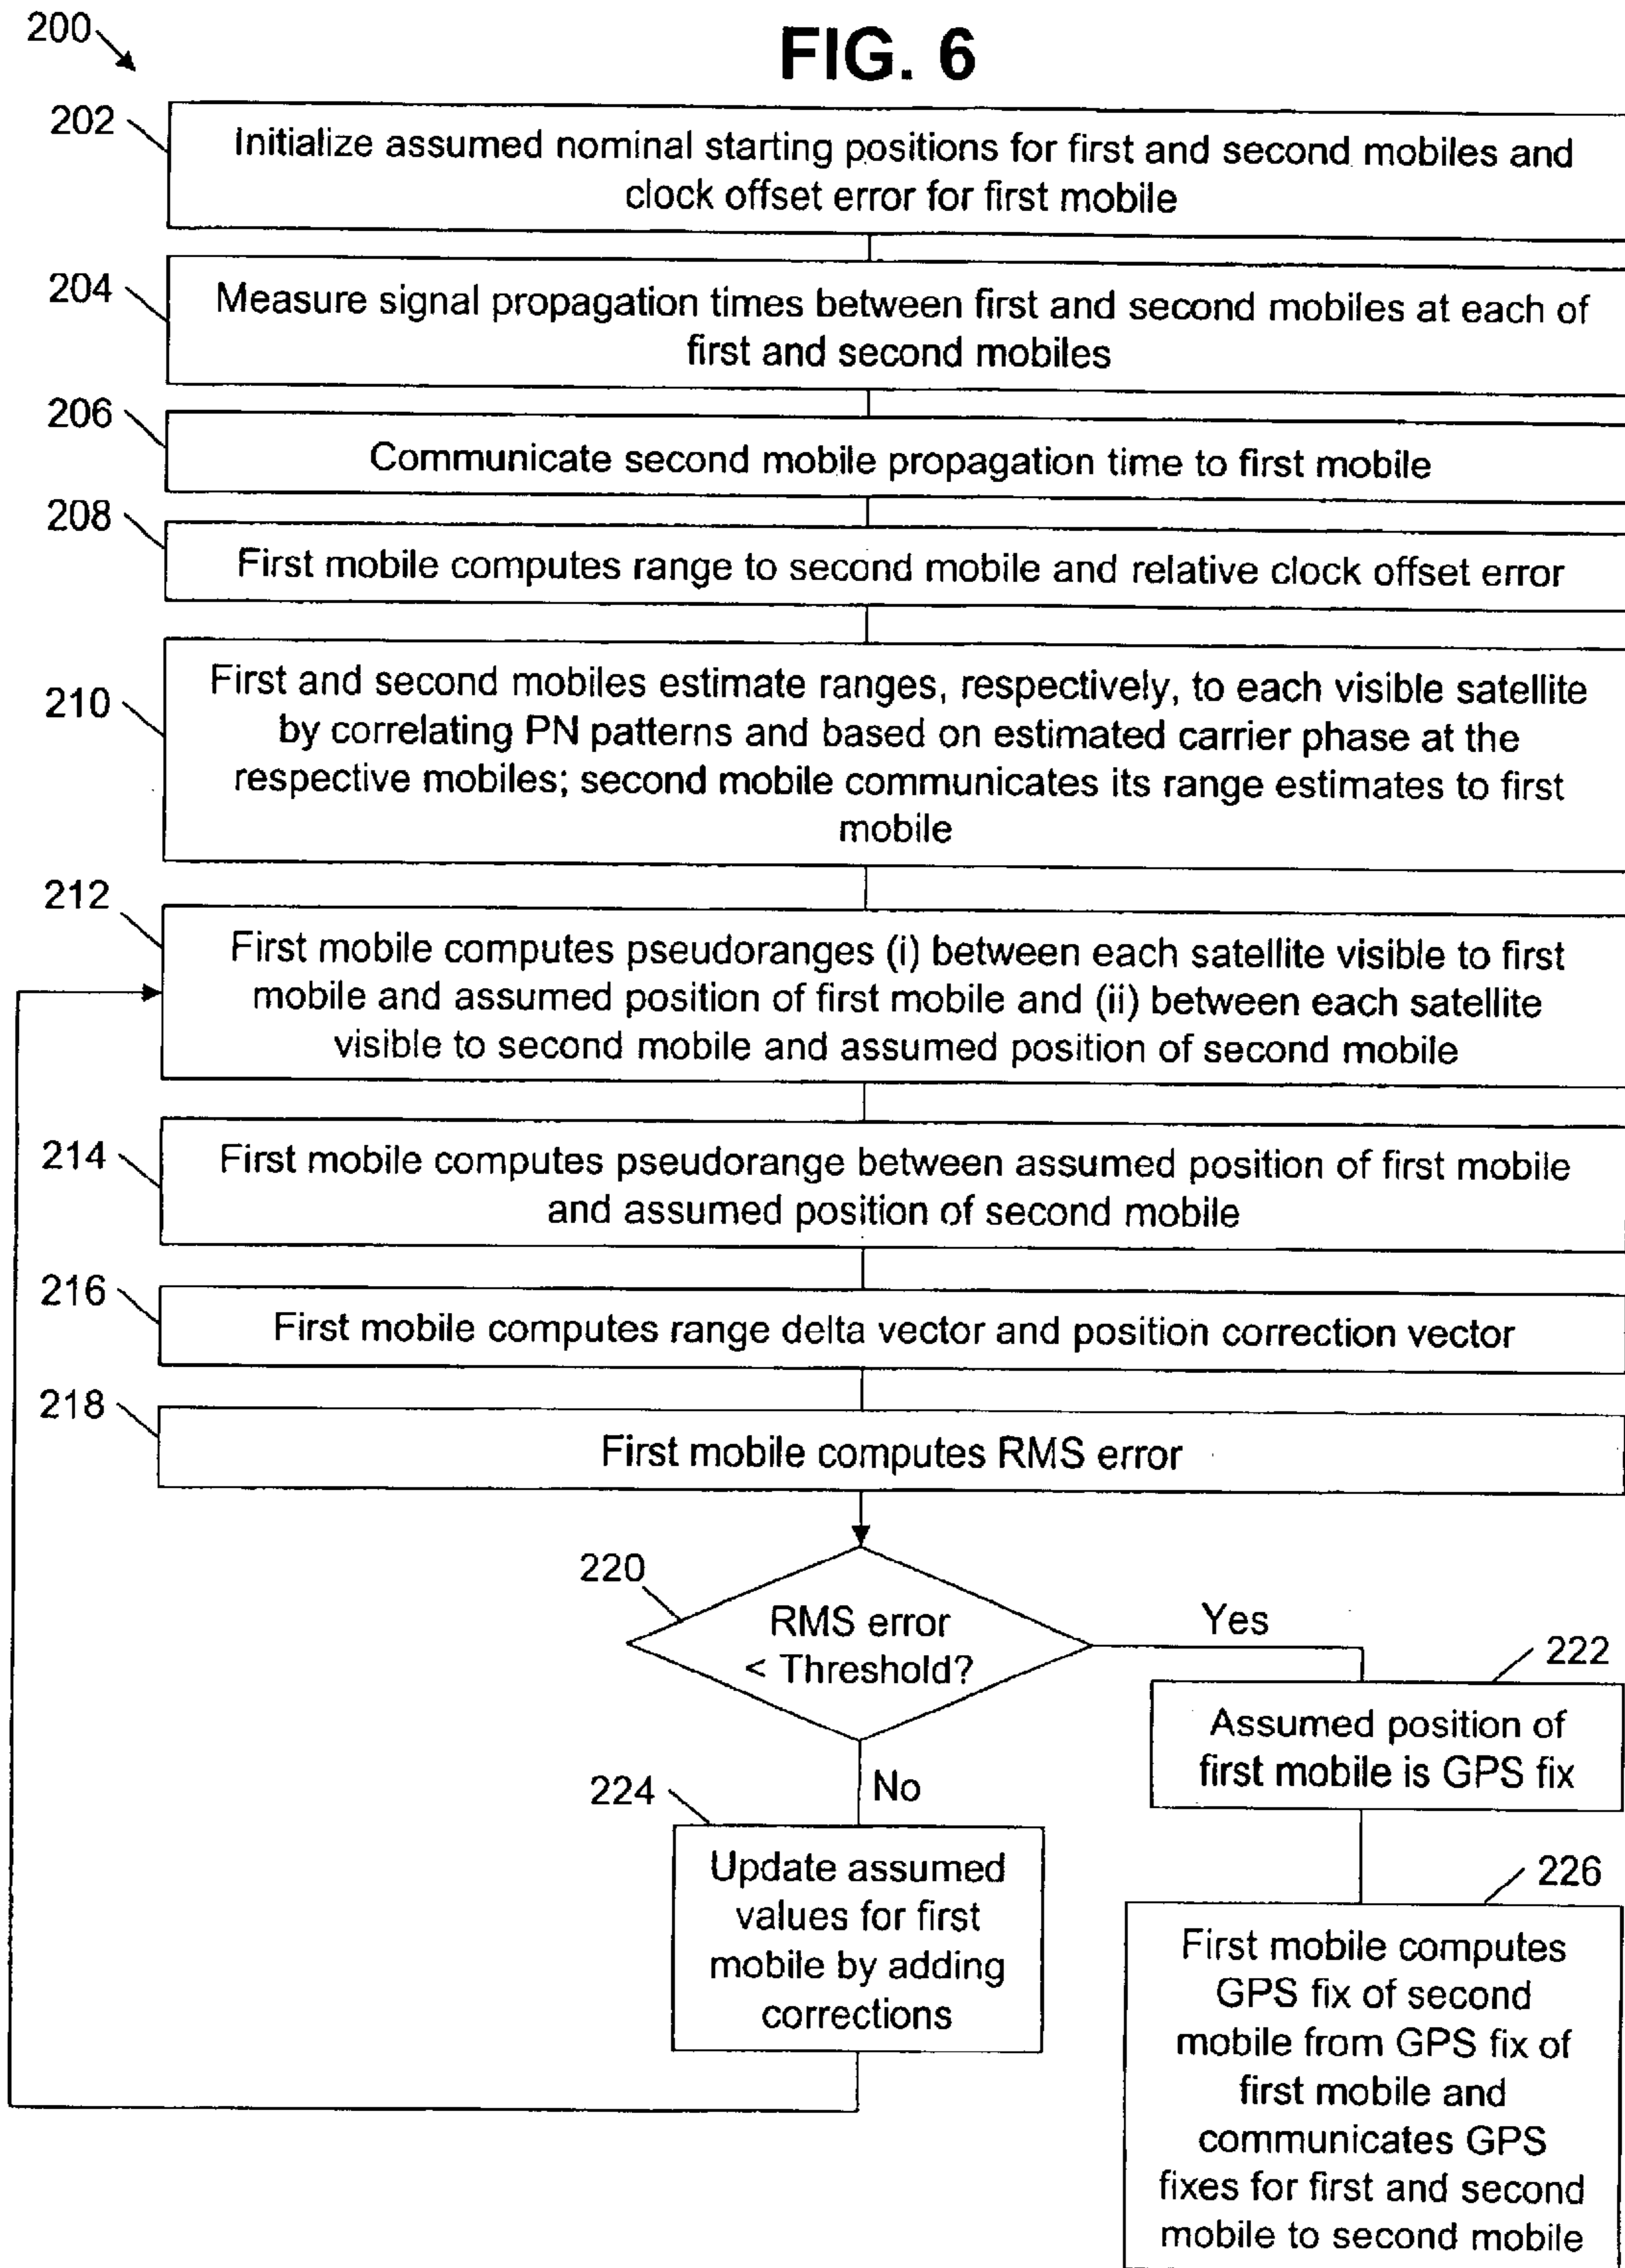 200
FIG. 6
202
Initialize assumed nominal starting positions for first and second mobiles and
clock offset error for first mobile
204
Measure signal propagation times between first and second mobiles at each of
first and second mobiles
206
Communicate second mobile propagation time to first mobile
208
First mobile computes range to second mobile and relative clock offset error
210
First and second mobiles estimate ranges, respectively, to each visible satellite
by correlating PN patterns and based on estimated carrier phase at the
respective mobiles; second mobile communicates its range estimates to first
mobile
212
First mobile computes pseudoranges (i) between each satellite visible to first
mobile and assumed position of first mobile and (ii) between each satellite
visible to second mobile and assumed position of second mobile
214
First mobile computes pseudorange between assumed position of first mobile
and assumed position of second mobile
216
First mobile computes range delta vector and position correction vector
218
First mobile computes RMS error
220
RMS error
< Threshold?
Yes
222
Assumed position of
first mobile is GPS fix
No
224
Update assumed
values for first
mobile by adding
corrections
226
First mobile computes
GPS fix of second
mobile from GPS fix of
first mobile and
communicates GPS
fixes for first and second
mobile to second mobile